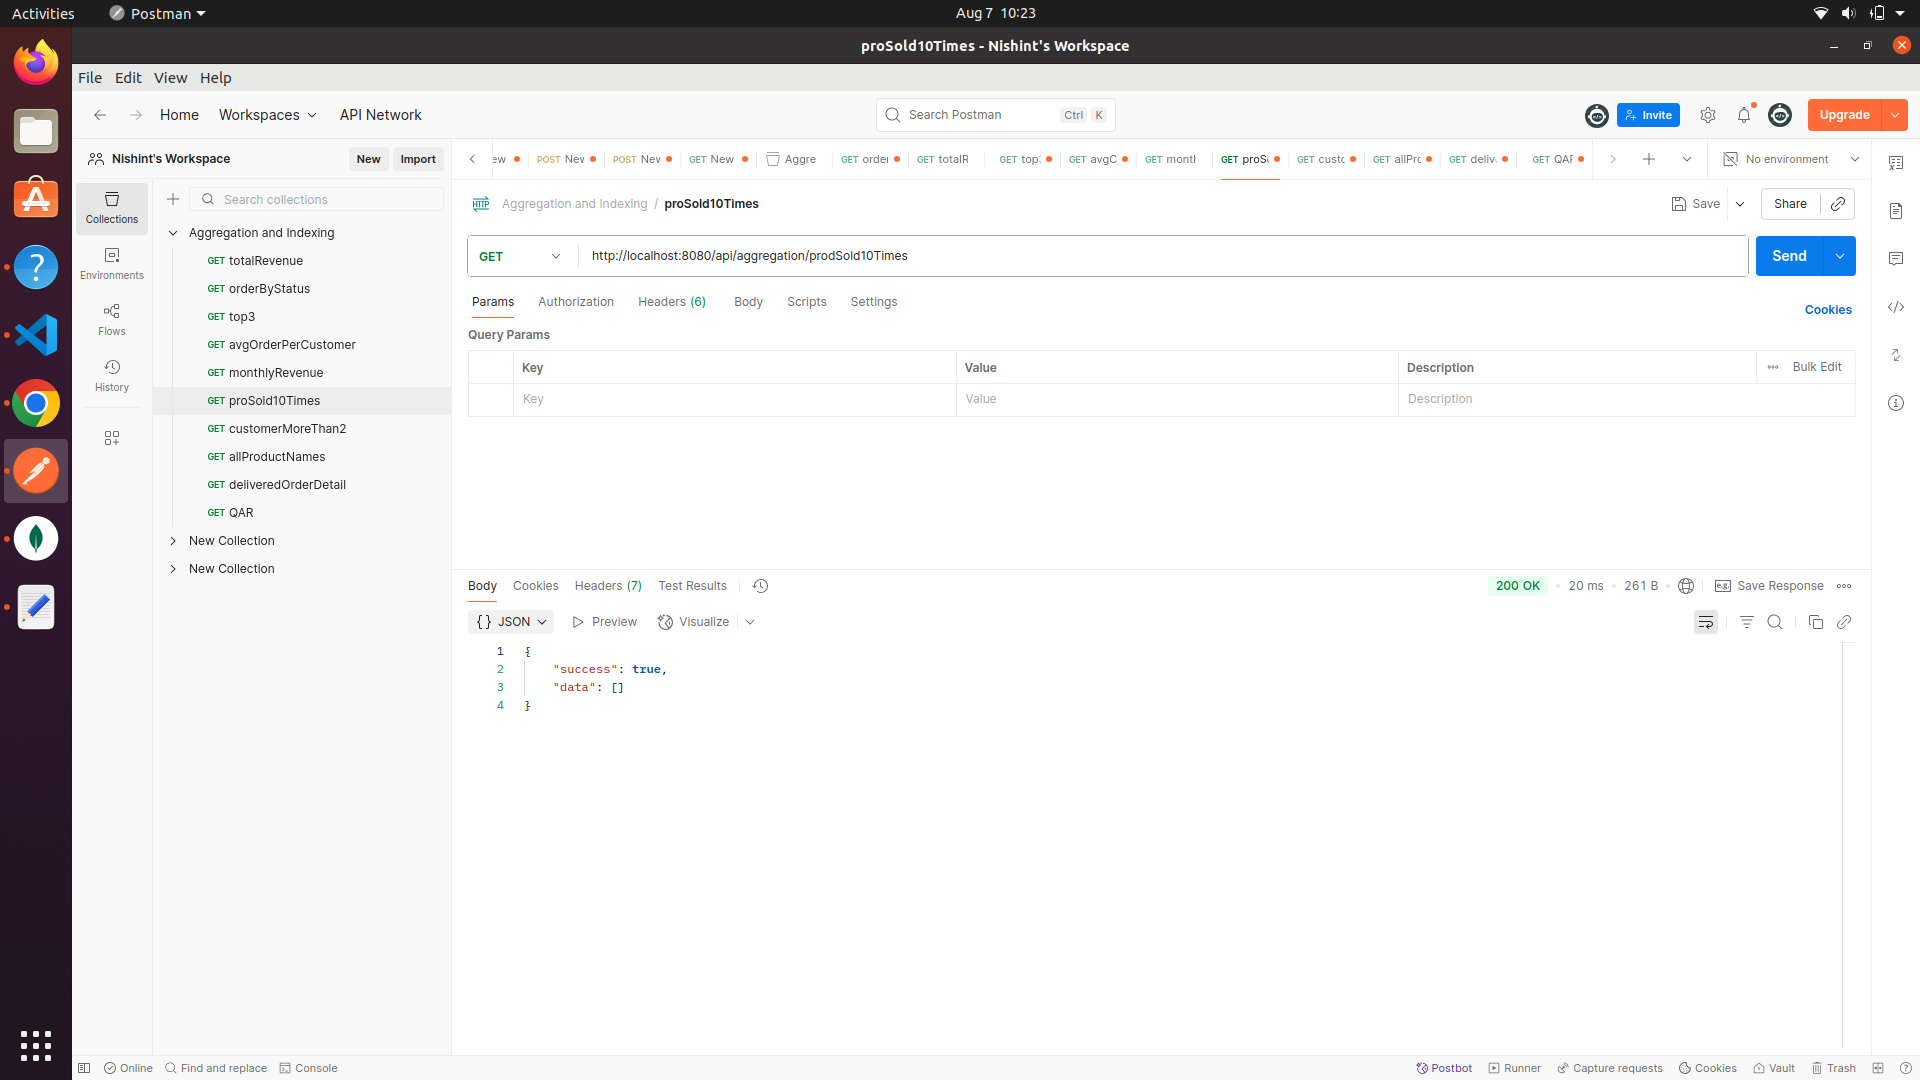 Activities
Postman
Aug 7 10:23
proSold10Times - Nishint's Workspace
File Edit View Help
Home Workspaces API Network
Search Postman Ctrl K
Invite
Upgrade
Nishint's Workspace
New Import
ew
POST Nev
POST Nev
GET New
Aggre
GET order
GET totalR
GET top:
GET avgC
GET month
GET proSo
GET custo
GET allPro
GET delive
GET QAR
No environment
Collections
Environments
Flows
History
Search collections
Aggregation and Indexing
GET totalRevenue
GET orderByStatus
GET top3
GET avgOrderPerCustomer
GET monthlyRevenue
GET proSold10Times
GET customerMoreThan2
GET allProductNames
GET deliveredOrderDetail
GET QAR
New Collection
New Collection
HTTP Aggregation and Indexing / proSold10Times
Save Share
GET http://localhost:8080/api/aggregation/prodSold10Times
Send
Params Authorization Headers (6) Body Scripts Settings
Cookies
Query Params
Key Value Description Bulk Edit
Key Value Description
Body Cookies Headers (7) Test Results
200 OK • 20 ms • 261 B
e.g. Save Response
{ } JSON Preview Visualize
1 {
2 "success": true,
3 "data": []
4 }
Online Find and replace Console
Postbot Runner Capture requests Cookies Vault Trash